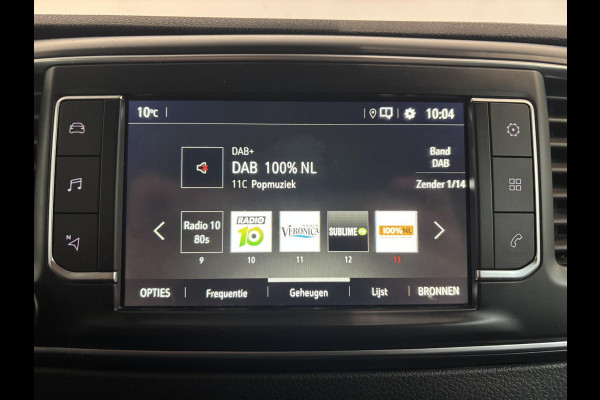 10°C
10:04
DAB+
DAB 100% NL
11C Popmuziek
Band
DAB
Zender 1/14
Radio 10
80s
RADIO
10
VERONICA
SUBLIME
100% NL
9 10 11 12 13
N
OPTIES Frequentie Geheugen Lijst BRONNEN